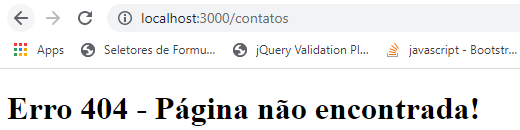 localhost:3000/contatos
Apps Seletores de Formu... jQuery Validation Pl... javascript - Bootstr...
Erro 404 - Página não encontrada!